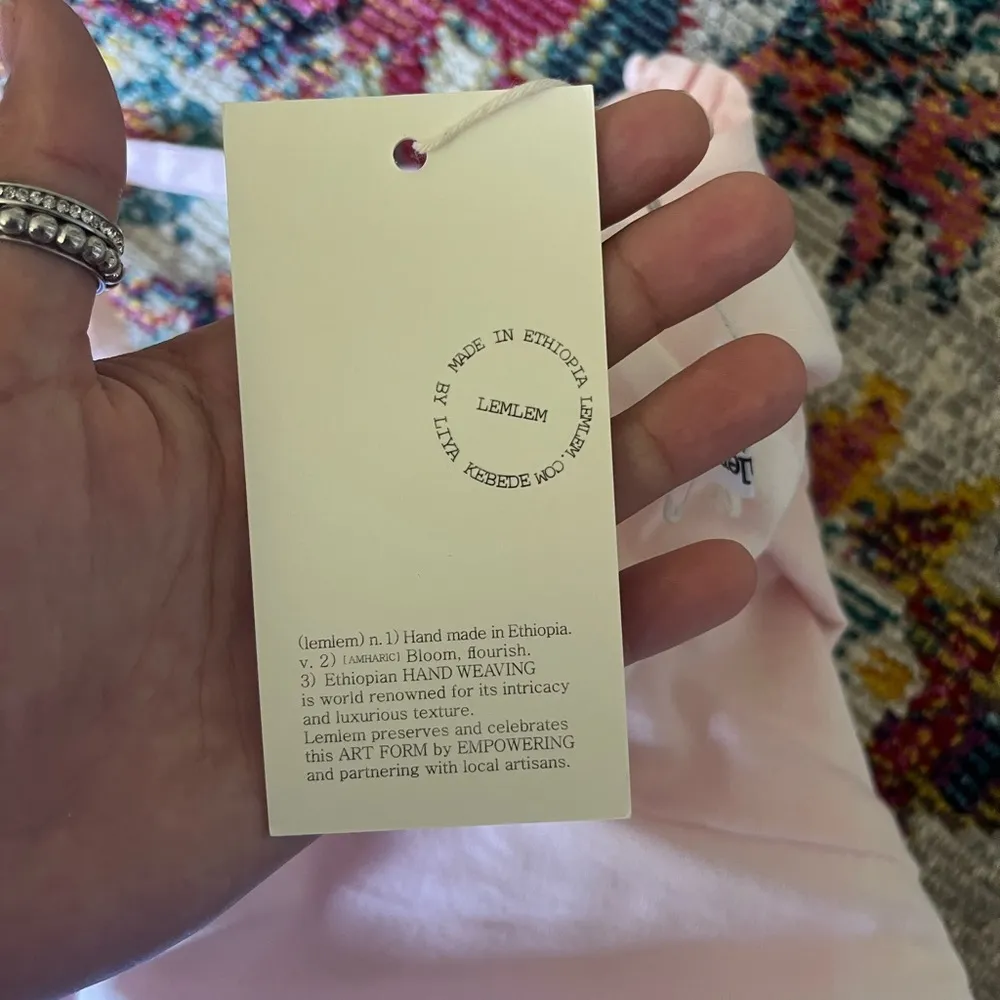 MADE IN ETHIOPIA LEMLEM.COM
BY LIYA KEBEDE
LEMLEM
(lemlem) n. 1) Hand made in Ethiopia.
v. 2) [AMHARIC] Bloom, flourish.
3) Ethiopian HAND WEAVING
is world renowned for its intricacy
and luxurious texture.
Lemlem preserves and celebrates
this ART FORM by EMPOWERING
and partnering with local artisans.